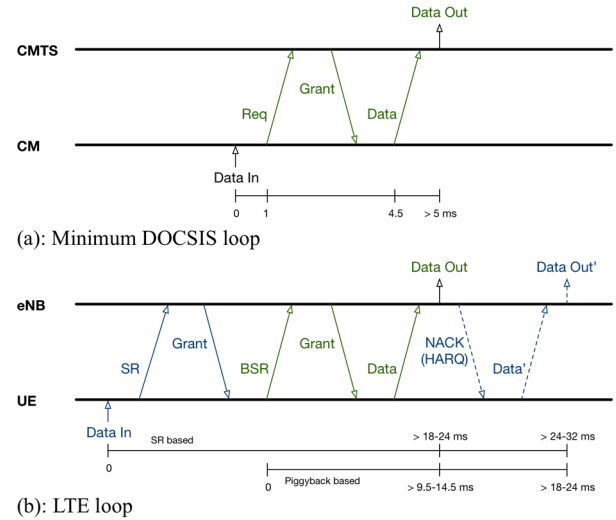 Data Out
CMTS
Grant
Req
Data
CM
Data In
0 1 4.5 > 5 ms
(a): Minimum DOCSIS loop
Data Out Data Out'
eNB
Grant Grant NACK
(HARQ)
SR BSR Data Data'
UE
Data In
SR based > 18-24 ms > 24-32 ms
0
0 Piggyback based > 9.5-14.5 ms > 18-24 ms
(b): LTE loop